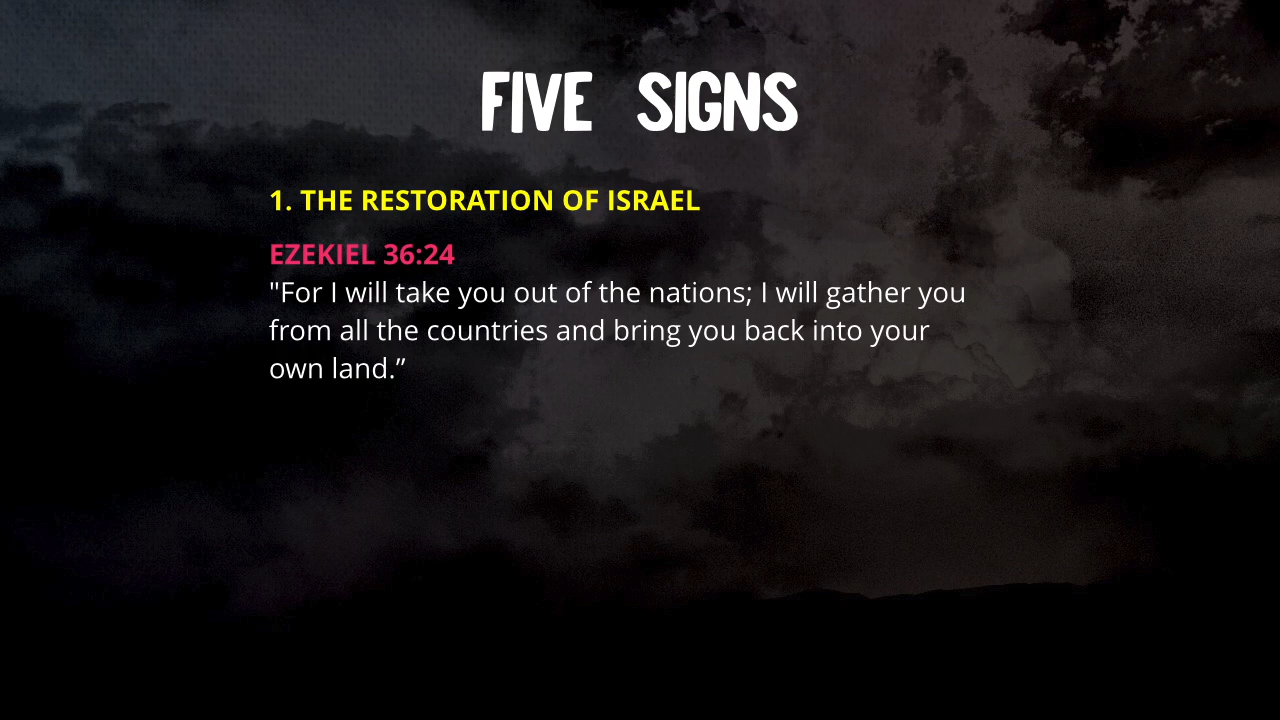 FIVE SIGNS
1. THE RESTORATION OF ISRAEL
EZEKIEL 36:24
"For I will take you out of the nations; I will gather you
from all the countries and bring you back into your
own land.”